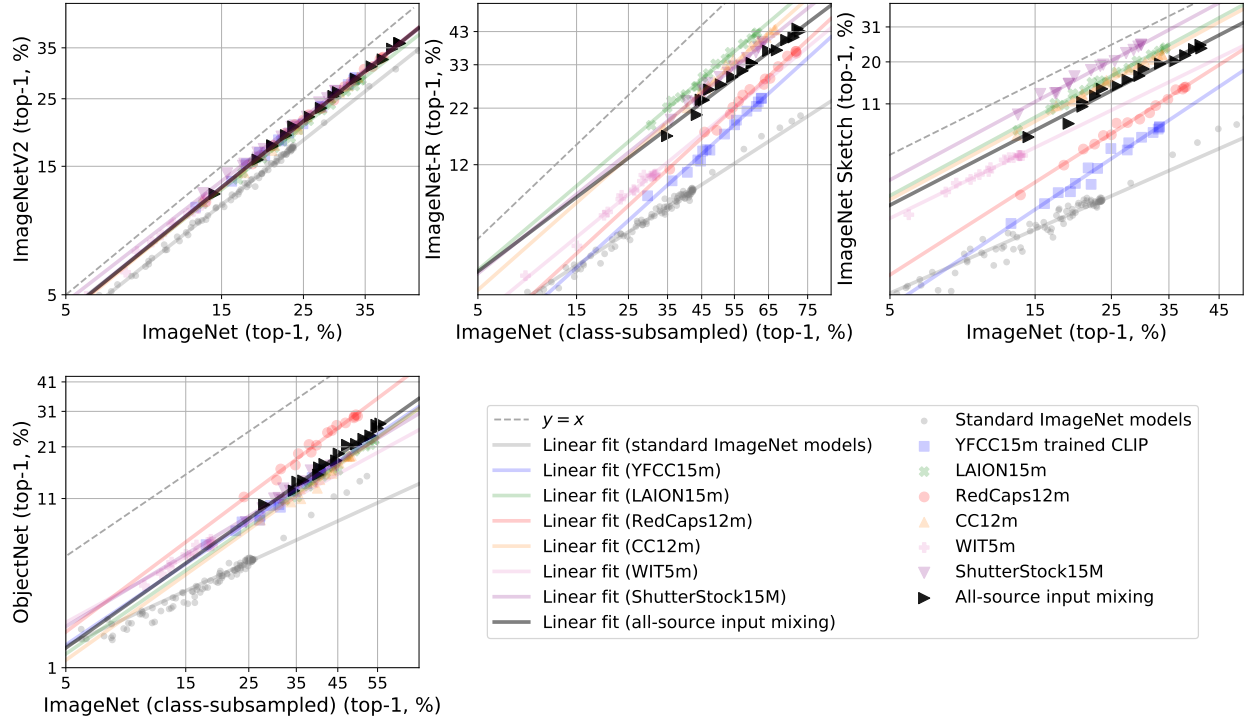 ImageNetV2 (top-1, %)
35
25
15
5
5
15
25
35
ImageNet (top-1, %)
ImageNet-R (top-1, %)
43
33
22
12
5
15
25
35
45
55
65
75
ImageNet (class-subsampled) (top-1, %)
ImageNet Sketch (top-1, %)
31
20
11
5
15
25
35
45
ImageNet (top-1, %)
ObjectNet (top-1, %)
41
31
21
11
1
5
15
25
35
45
55
ImageNet (class-subsampled) (top-1, %)
y = x
Linear fit (standard ImageNet models)
Linear fit (YFCC15m)
Linear fit (LAION15m)
Linear fit (RedCaps12m)
Linear fit (CC12m)
Linear fit (WIT5m)
Linear fit (ShutterStock15M)
Linear fit (all-source input mixing)
Standard ImageNet models
YFCC15m trained CLIP
LAION15m
RedCaps12m
CC12m
WIT5m
ShutterStock15M
All-source input mixing